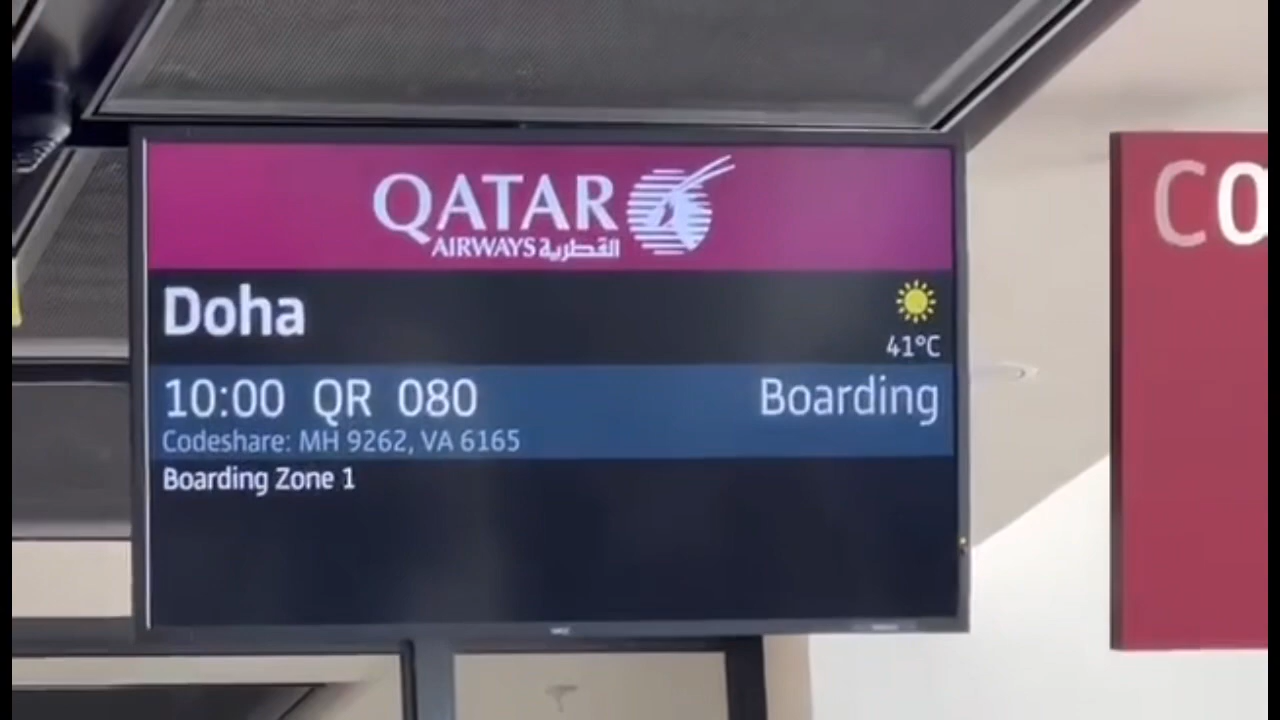 QATAR
AIRWAYS القطرية
Doha
41°C
10:00 QR 080 Boarding
Codeshare: MH 9262, VA 6165
Boarding Zone 1
CO